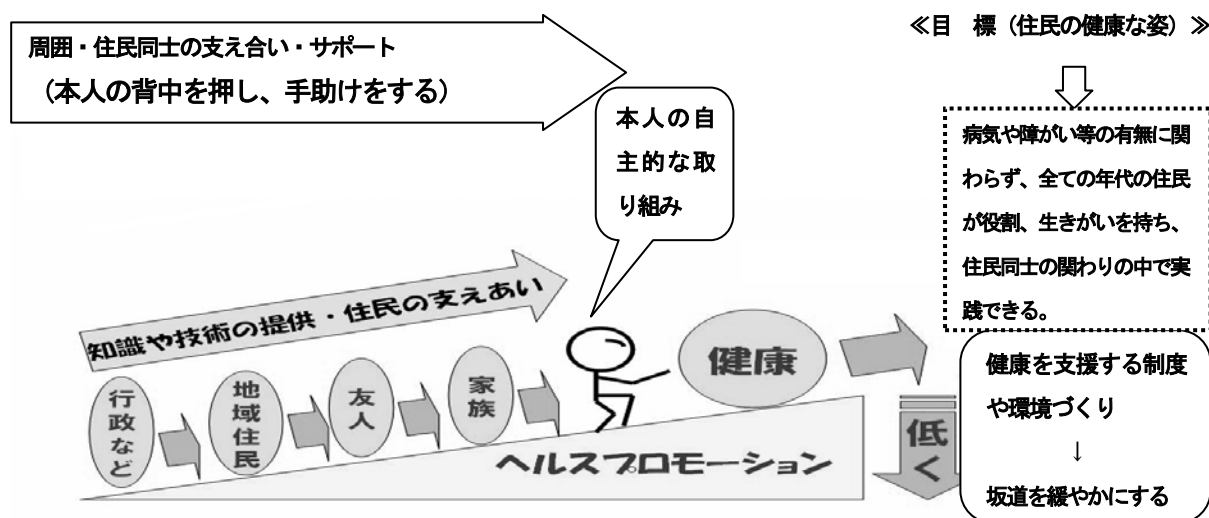 周囲・住民同士の支え合い・サポート
（本人の背中を押し、手助けをする）
≪目　標（住民の健康な姿）≫
本人の自
主的な取
り組み
病気や障がい等の有無に関
わらず、全ての年代の住民
が役割、生きがいを持ち、
住民同士の関わりの中で実
践できる。
知識や技術の提供・住民の支えあい
行政など
地域住民
友人
家族
健康
ヘルスプロモーション
低く
健康を支援する制度
や環境づくり
↓
坂道を緩やかにする